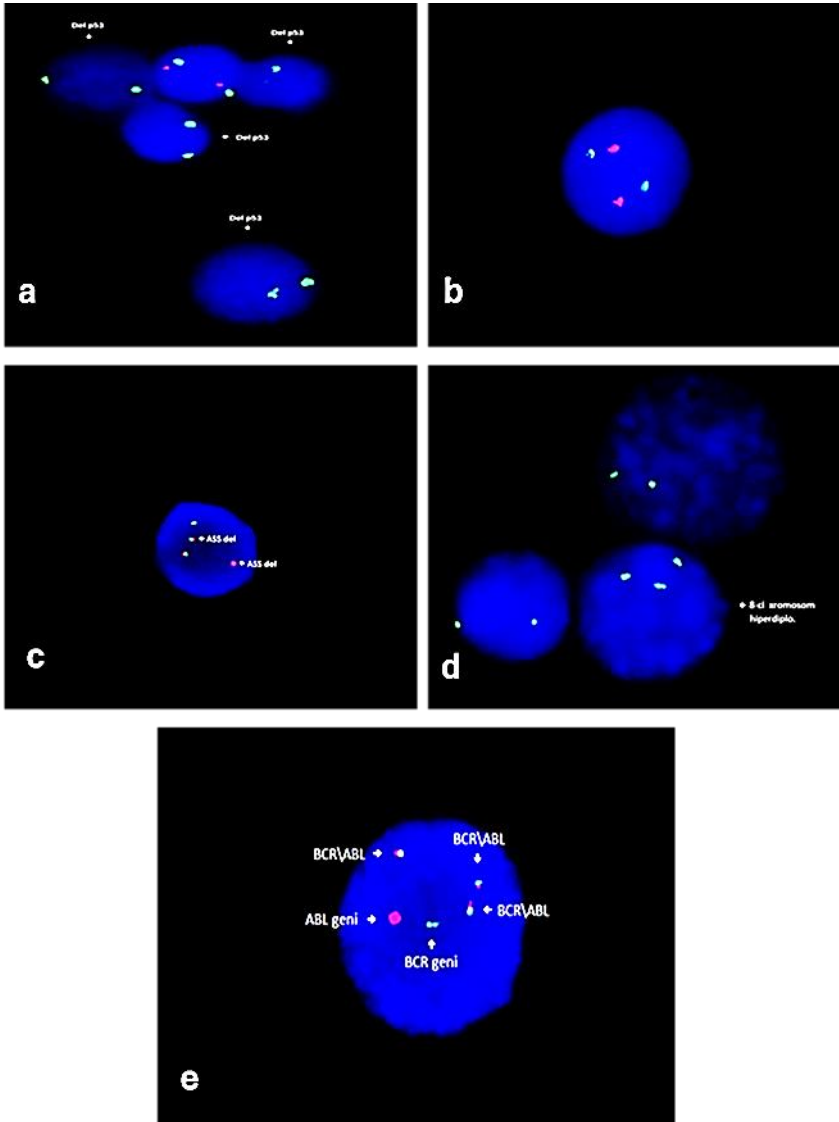 Del p53
Del p53
Del p53
Del p53
a
b
ASS del
ASS del
c
8-ci xromosom
hiperdiplo.
d
BCR\ABL
BCR\ABL
ABL geni
BCR\ABL
BCR geni
e